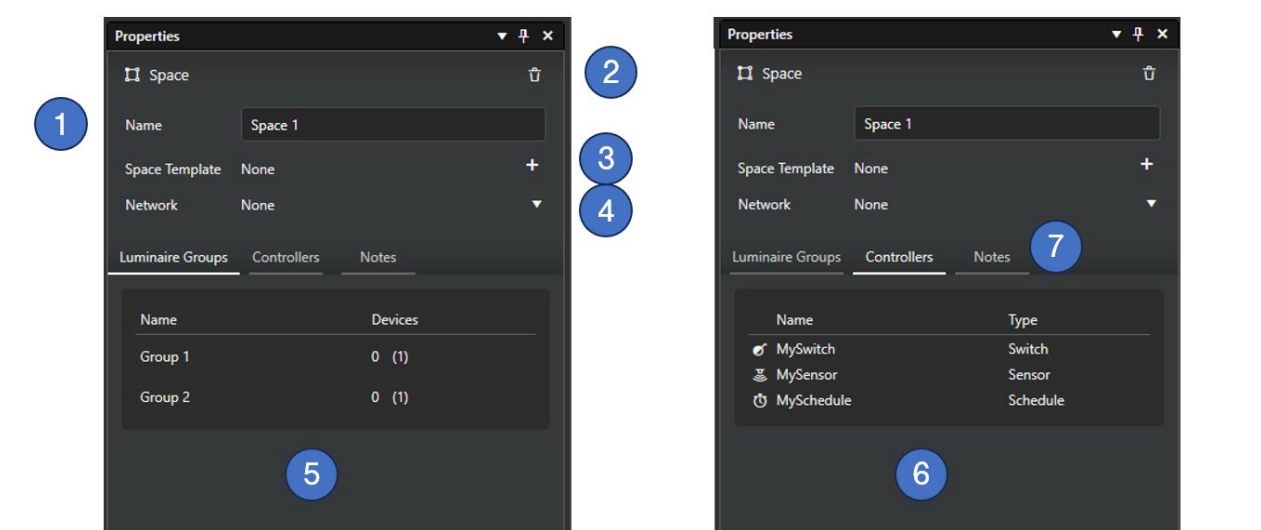 Properties
Space
2
1
Name Space 1
3
Space Template None
4
Network None
Luminaire Groups Controllers Notes
Name Devices
Group 1 0 (1)
Group 2 0 (1)
5
Properties
Space
Name Space 1
Space Template None
Network None
7
Luminaire Groups Controllers Notes
Name Type
MySwitch Switch
MySensor Sensor
MySchedule Schedule
6